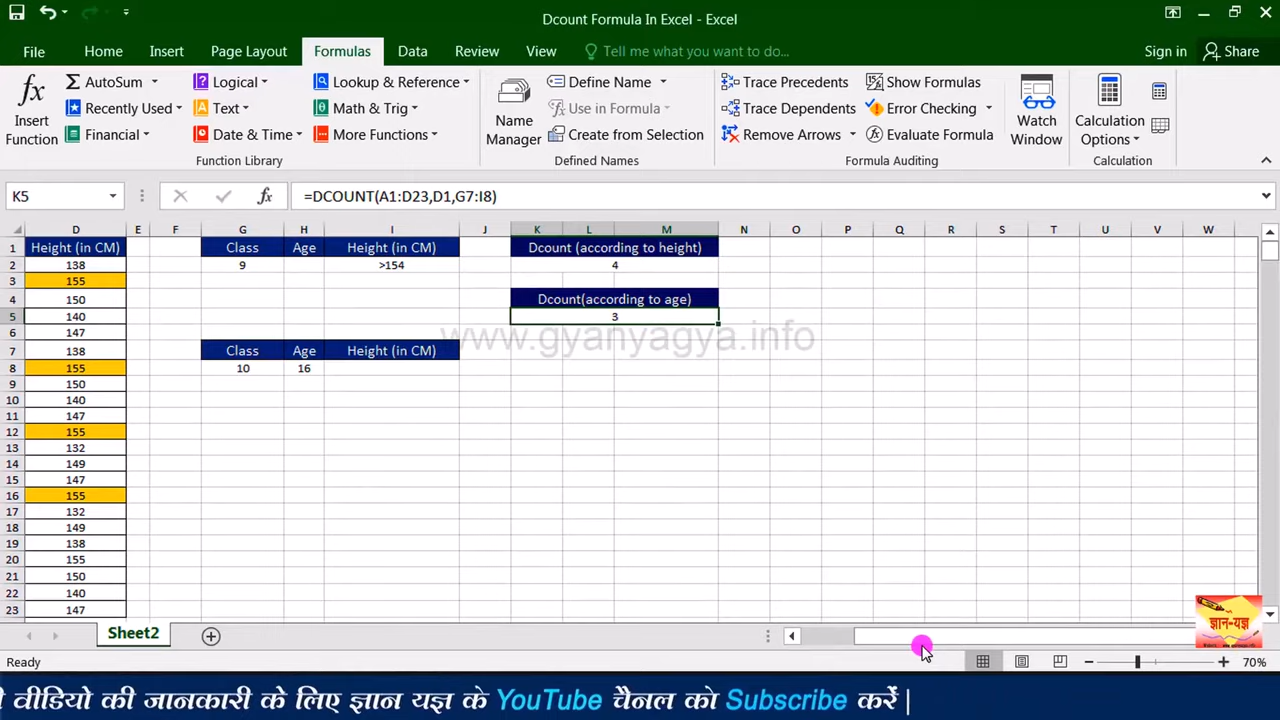 Dcount Formula In Excel - Excel
File Home Insert Page Layout Formulas Data Review View Tell me what you want to do... Sign in Share
Insert Function
AutoSum
Recently Used
Financial
Logical
Text
Date & Time
Lookup & Reference
Math & Trig
More Functions
Function Library
Name Manager
Define Name
Use in Formula
Create from Selection
Defined Names
Trace Precedents
Trace Dependents
Remove Arrows
Show Formulas
Error Checking
Evaluate Formula
Formula Auditing
Watch Window
Calculation Options
Calculation
K5 fx =DCOUNT(A1:D23,D1,G7:I8)
D E F G H I J K L M N O P Q R S T U V W
1 Height (in CM) Class Age Height (in CM) Dcount (according to height)
2 138 9 >154 4
3 155
4 150 Dcount(according to age)
5 140 3
6 147
www.gyanyagya.info
7 138 Class Age Height (in CM)
8 155 10 16
9 150
10 140
11 147
12 155
13 132
14 149
15 147
16 155
17 132
18 149
19 138
20 155
21 150
22 140
23 147
ज्ञान-यज्ञ
Sheet2
Ready 70%
वीडियो की जानकारी के लिए ज्ञान यज्ञ के YouTube चैनल को Subscribe करें |